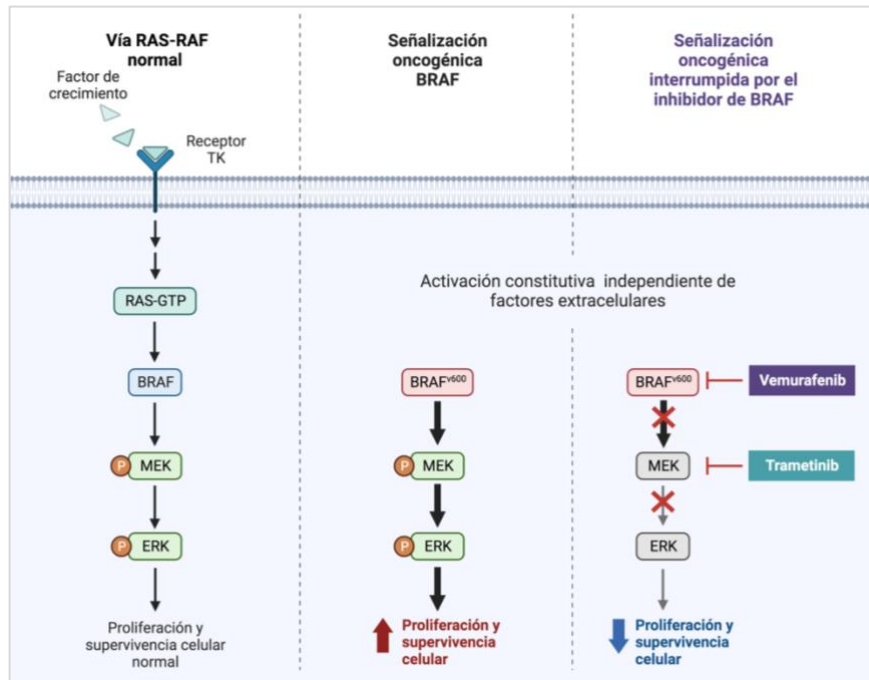 Vía RAS-RAF
normal
Factor de
crecimiento
Receptor
TK
RAS-GTP
BRAF
P
MEK
P
ERK
Proliferación y
supervivencia celular
normal
Señalización
oncogénica
BRAF
Activación constitutiva independiente de
factores extracelulares
BRAFv600
P
MEK
P
ERK
Proliferación y
supervivencia
celular
Señalización
oncogénica
interrumpida por el
inhibidor de BRAF
BRAFv600
Vemurafenib
MEK
Trametinib
ERK
Proliferación y
supervivencia
celular